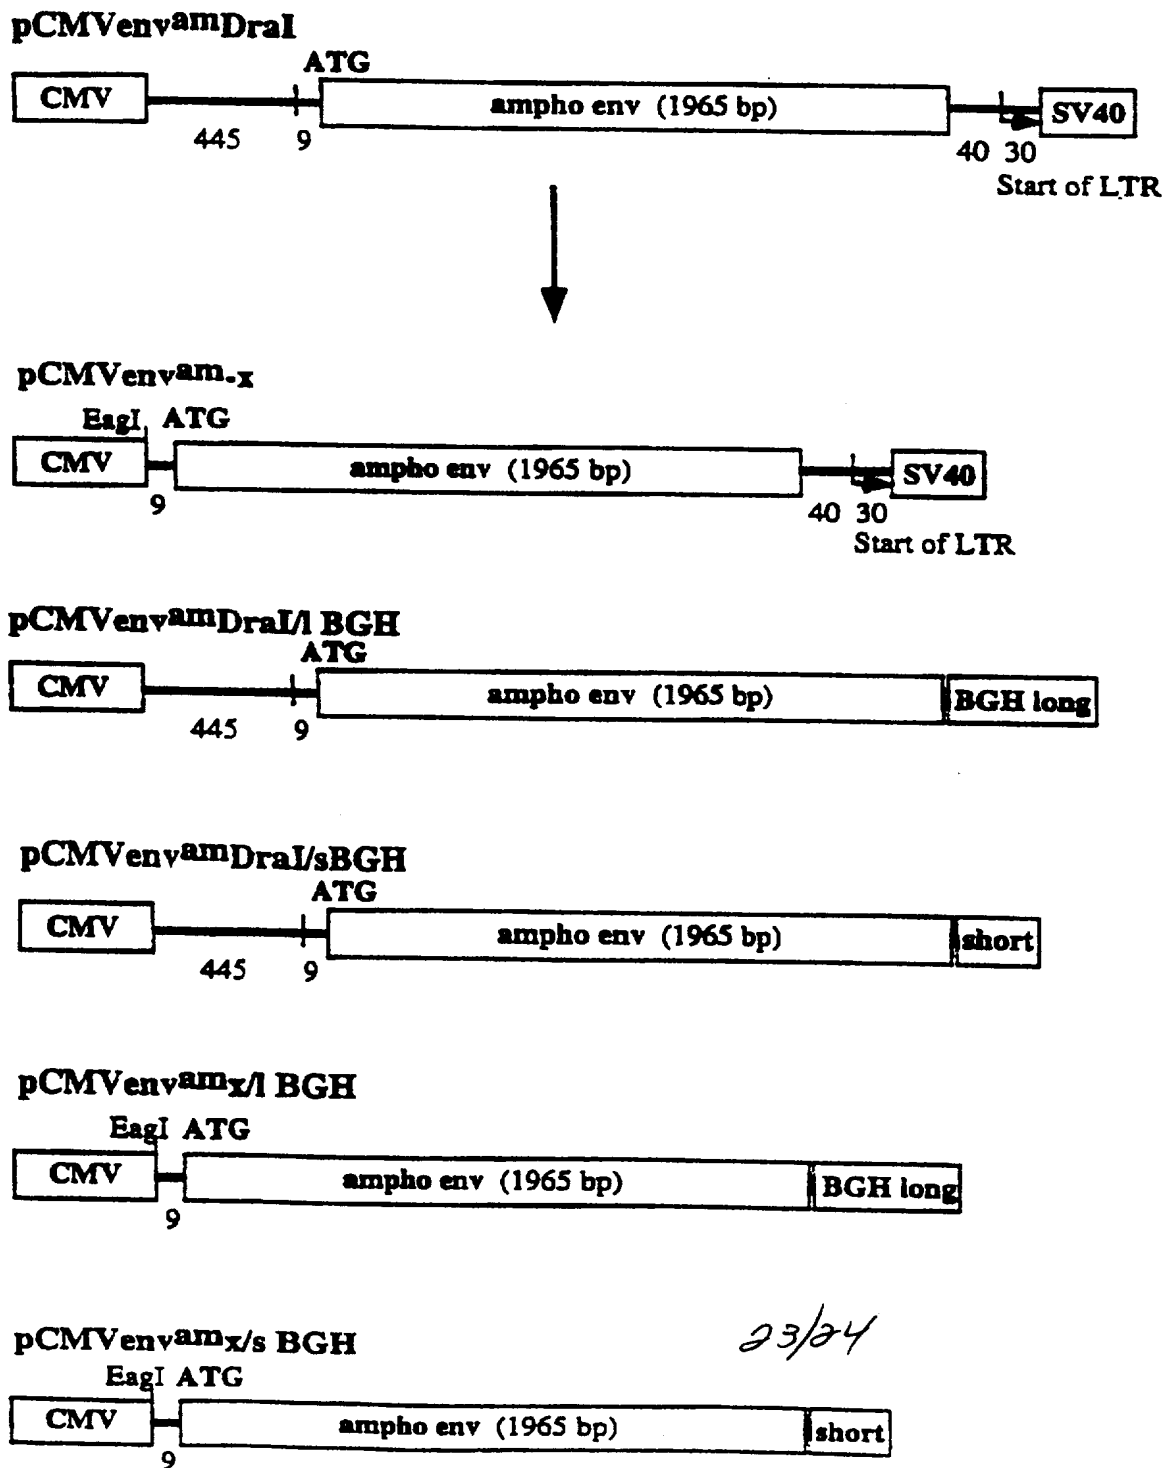 pCMVenvamDraI
ATG
CMV ampho env (1965 bp) SV40
445 9 40 30
Start of LTR
pCMVenvam-x
EagI ATG
CMV ampho env (1965 bp) SV40
9 40 30
Start of LTR
pCMVenvamDraI/l BGH
ATG
CMV ampho env (1965 bp) BGH long
445 9
pCMVenvamDraI/sBGH
ATG
CMV ampho env (1965 bp) short
445 9
pCMVenvamx/l BGH
EagI ATG
CMV ampho env (1965 bp) BGH long
9
pCMVenvamx/s BGH
23/24
EagI ATG
CMV ampho env (1965 bp) short
9